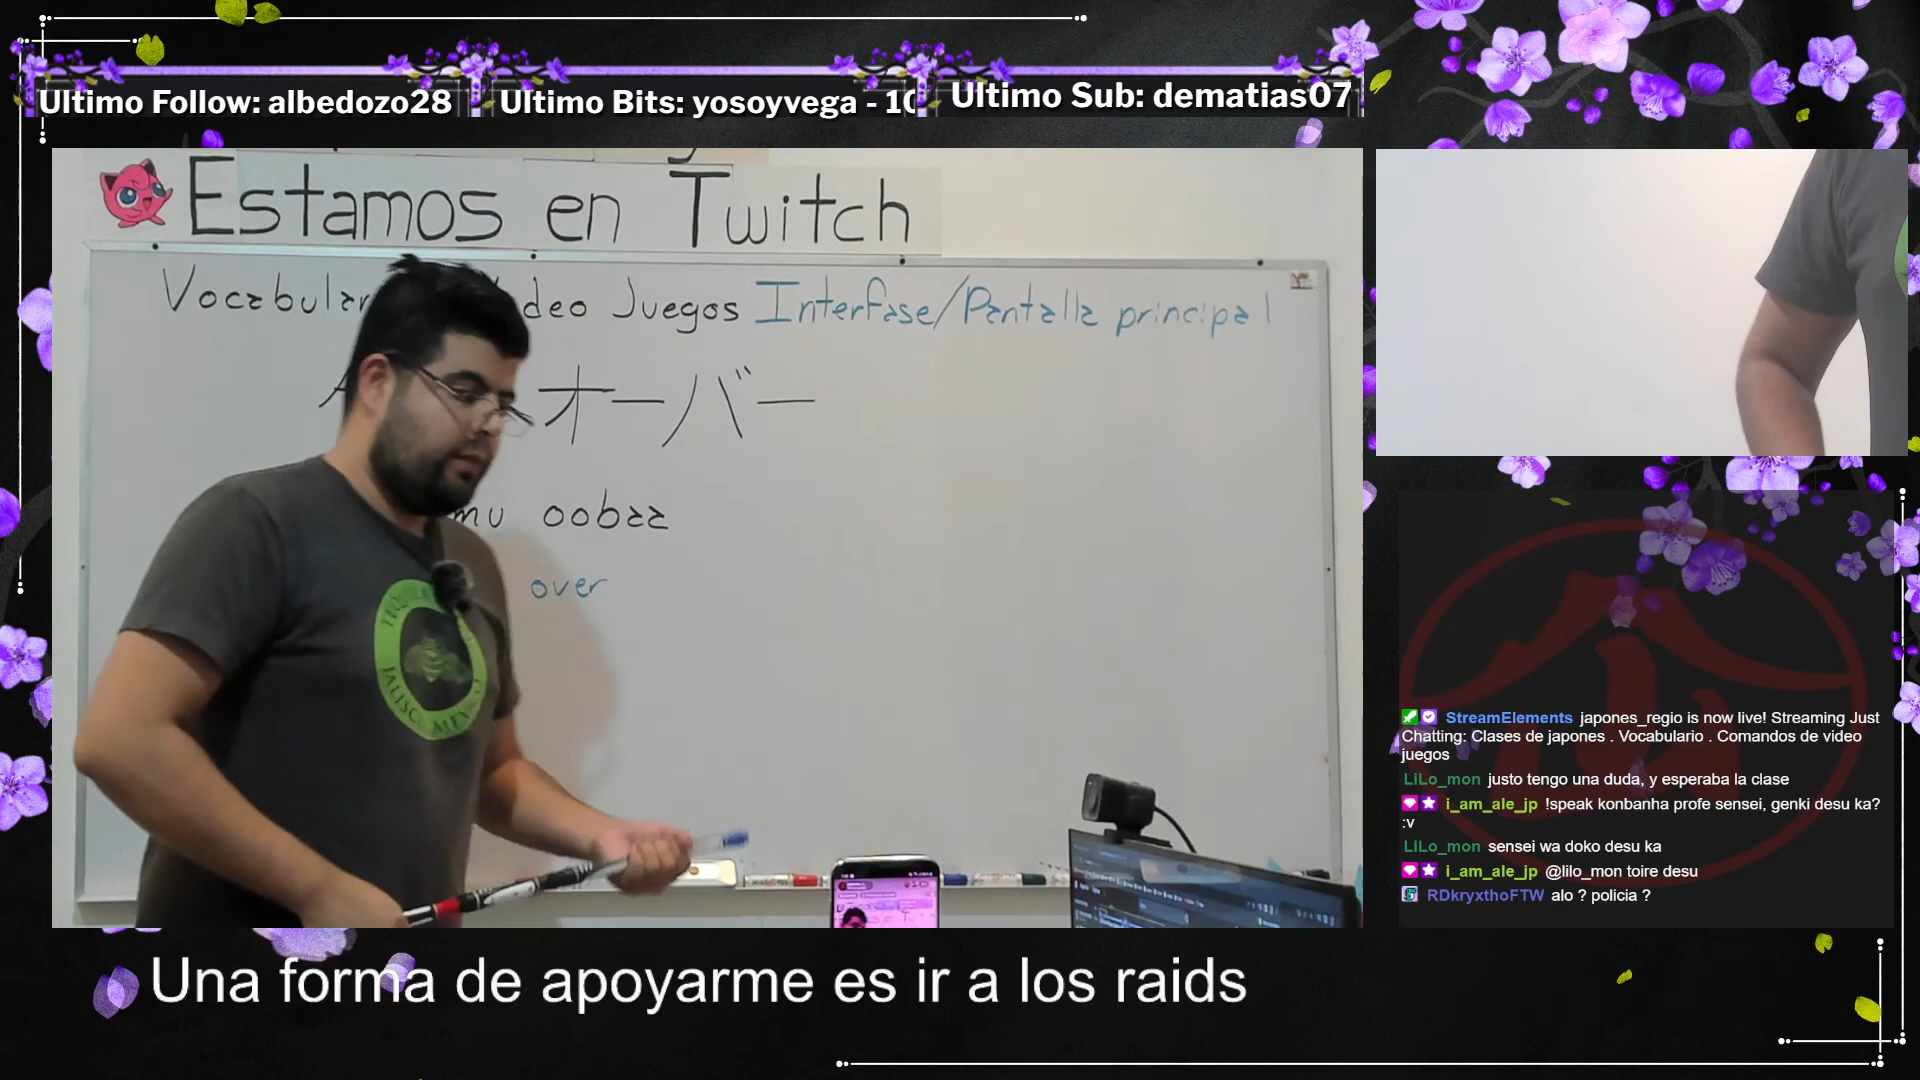 Ultimo Follow: albedozo28
Ultimo Bits: yosoyvega - 10
Ultimo Sub: dematias07
Estamos en Twitch
Vocabular deo Juegos Interfase/Pantalla principal
オーバー
mu oobaa
over
JALISCO MEX
StreamElements japones_regio is now live! Streaming Just
Chatting: Clases de japones . Vocabulario . Comandos de video
juegos
LiLo_mon justo tengo una duda, y esperaba la clase
i_am_ale_jp !speak konbanha profe sensei, genki desu ka?
:v
LiLo_mon sensei wa doko desu ka
i_am_ale_jp @lilo_mon toire desu
RDkryxthoFTW alo ? policia ?
Una forma de apoyarme es ir a los raids